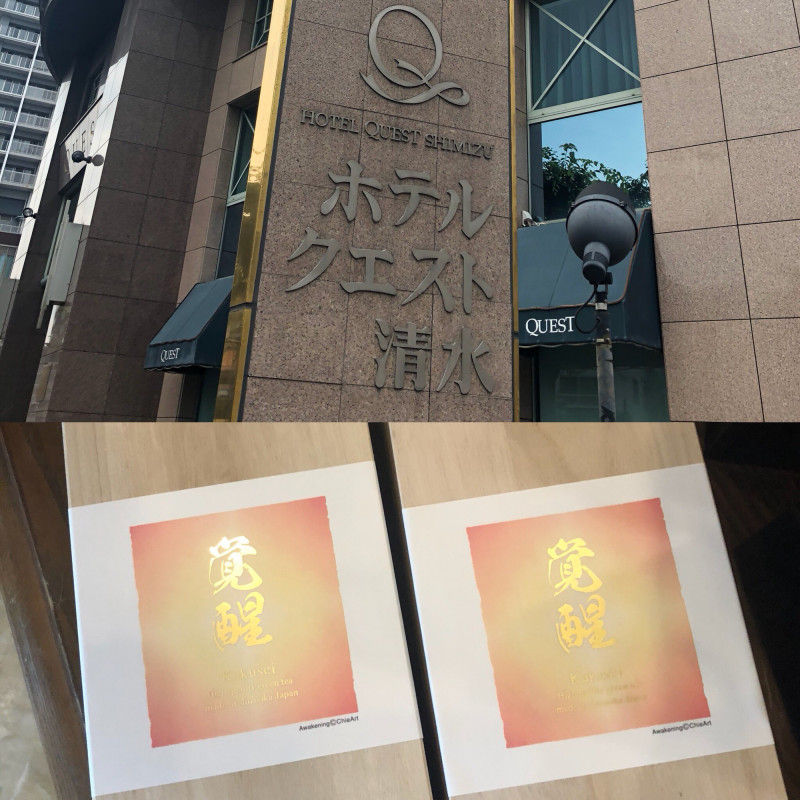 HOTEL QUEST SHIMIZU
ホテル
クエスト
清水
QUEST
QUEST
覚
醒
Japan
Awakening©ChieArt
覚
醒
Awakening©ChieArt